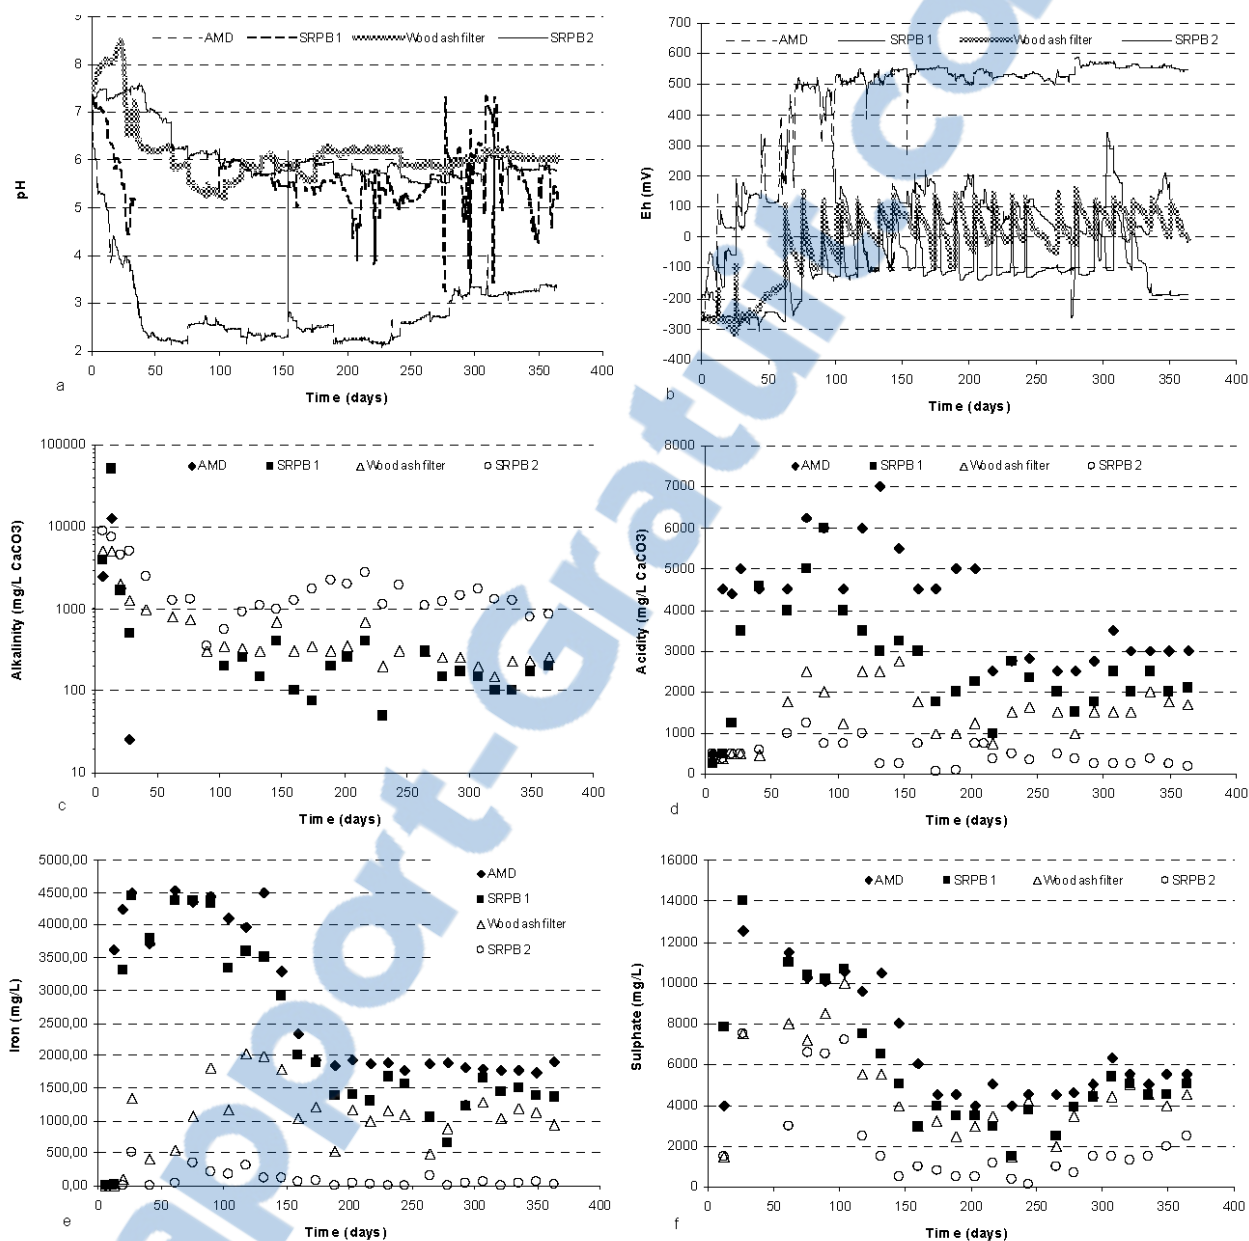 9
8
7
6
5
4
3
2
pH
AMD
SRPB1
Wood ash filter
SRPB2
0
50
100
150
200
250
300
350
400
a
Time (days)
700
600
500
400
300
200
100
0
-100
-200
-300
-400
Eh (mV)
AMD
SRPB1
Wood ash filter
SRPB2
0
50
100
150
200
250
300
350
400
b
Time (days)
100000
10000
1000
100
10
Alkalinity (mg/L CaCO3)
AMD
SRPB1
Wood ash filter
SRPB2
0
50
100
150
200
250
300
350
400
c
Time (days)
8000
7000
6000
5000
4000
3000
2000
1000
0
Acidity (mg/L CaCO3)
AMD
SRPB1
Wood ash filter
SRPB2
0
50
100
150
200
250
300
350
400
d
Time (days)
5000,00
4500,00
4000,00
3500,00
3000,00
2500,00
2000,00
1500,00
1000,00
500,00
0,00
Iron (mg/L)
AMD
SRPB1
Wood ash filter
SRPB2
0
50
100
150
200
250
300
350
400
e
Time (days)
16000
14000
12000
10000
8000
6000
4000
2000
0
Sulphate (mg/L)
AMD
SRPB1
Wood ash filter
SRPB2
0
50
100
150
200
250
300
350
400
f
Time (days)
apport-Gratuit.co